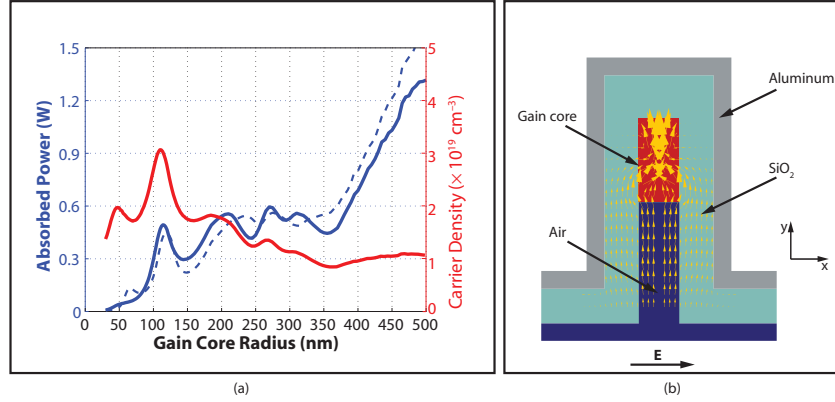 Absorbed Power (W)
1.5
1.2
0.9
0.6
0.3
0
0 50 100 150 200 250 300 350 400 450 500
Gain Core Radius (nm)
5
4
3
2
1
0
Carrier Density (× 10¹⁹ cm⁻³)
(a)
Aluminum
Gain core
SiO₂
Air
y
x
E
(b)